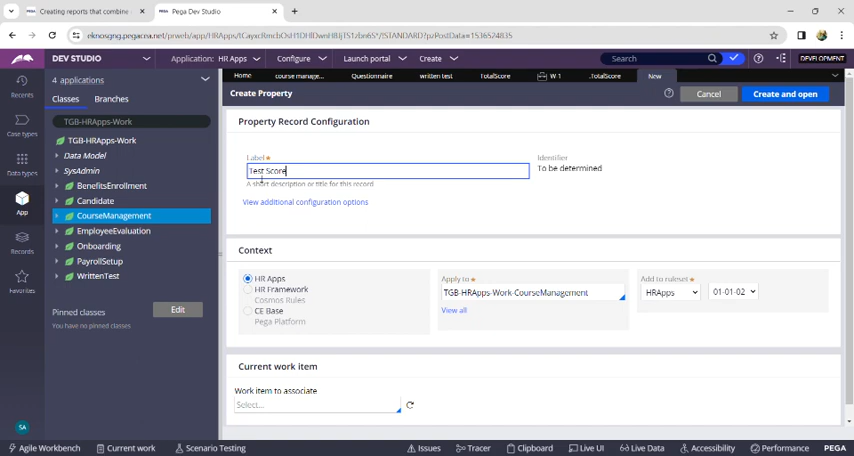 Creating reports that combine
Pega Dev Studio
DEV STUDIO
Application: HR Apps
Configure
Launch portal
Create
Search
DEVELOPMENT
Recents
Case types
Data types
App
Records
Favorites
SA
4 applications
Classes
Branches
TGB-HRApps-Work
TGB-HRApps-Work
Data Model
SysAdmin
BenefitsEnrollment
Candidate
CourseManagement
EmployeeEvaluation
Onboarding
PayrollSetup
WrittenTest
Pinned classes
Edit
You have no pinned classes
Home
course manage...
Questionnaire
written test
TotalScore
W-1
.TotalScore
New
Create Property
Cancel
Create and open
Property Record Configuration
Label★
Test Score
A short description or title for this record
Identifier
To be determined
View additional configuration options
Context
HR Apps
HR Framework
Cosmos Rules
CE Base
Pega Platform
Apply to★
TGB-HRApps-Work-CourseManagement
View all
Add to ruleset★
HRApps
01-01-02
Current work item
Work item to associate
Select...
Agile Workbench
Current work
Scenario Testing
Issues
Tracer
Clipboard
Live UI
Live Data
Accessibility
Performance
PEGA